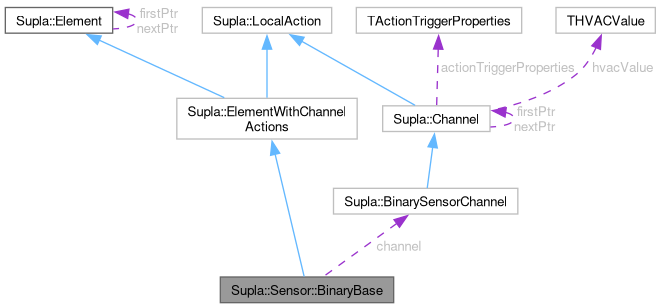 Supla::Element
firstPtr
nextPtr
Supla::LocalAction
TActionTriggerProperties
THVACValue
actionTriggerProperties
hvacValue
Supla::ElementWithChannel
Actions
Supla::Channel
firstPtr
nextPtr
Supla::BinarySensorChannel
channel
Supla::Sensor::BinaryBase